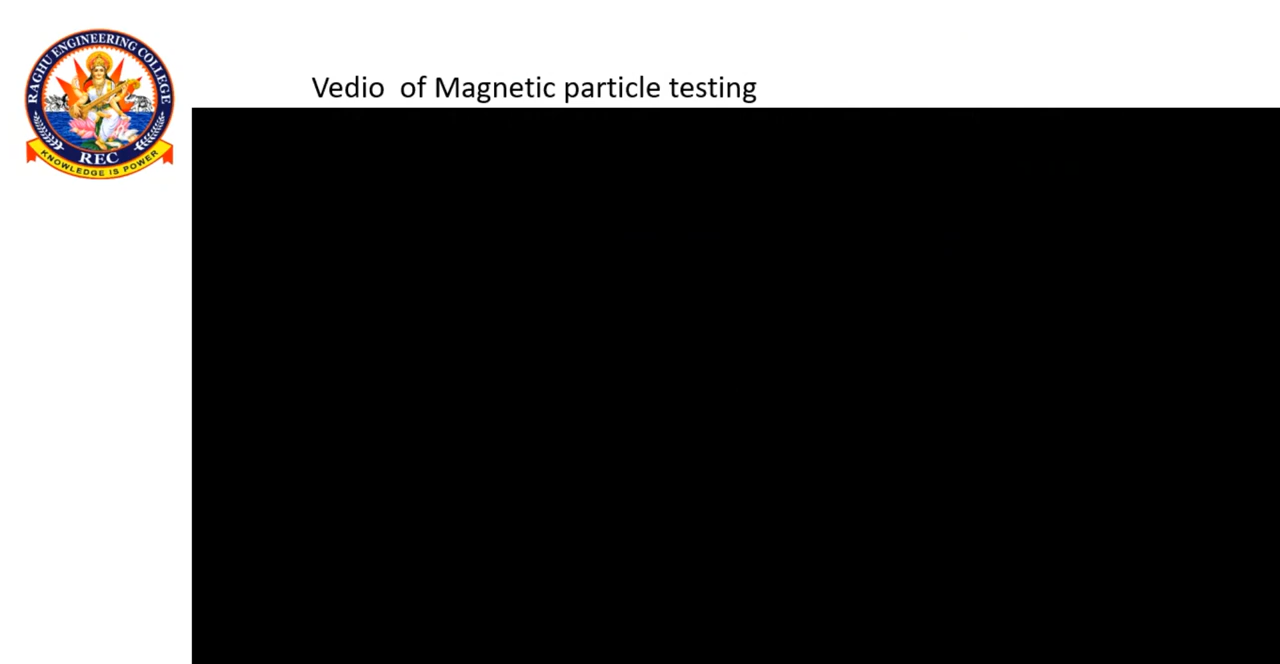 RAGHU ENGINEERING COLLEGE
REC
KNOWLEDGE IS POWER
Vedio of Magnetic particle testing